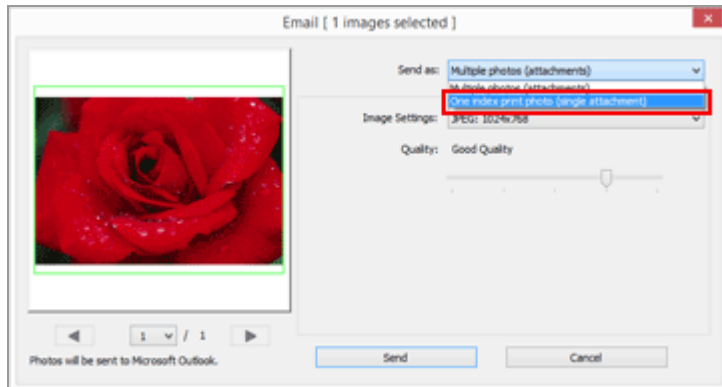 Email [ 1 images selected ]
Send as: Multiple photos (attachments)
Multiple photos (attachments)
One index print photo (single attachment)
Image Settings: JPEG: 1024x768
Quality: Good Quality
1 / 1
Photos will be sent to Microsoft Outlook.
Send
Cancel